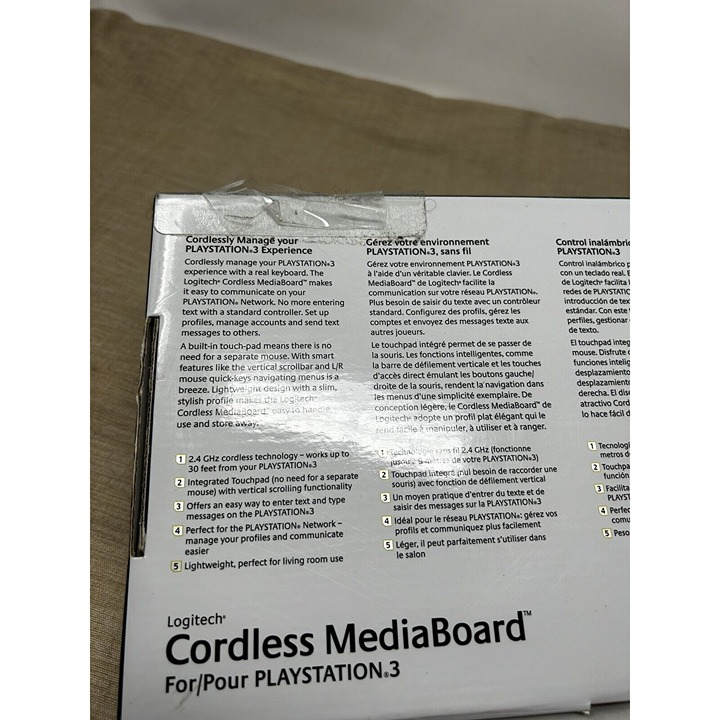 Cordlessly Manage your
PLAYSTATION®3 Experience
Cordlessly manage your PLAYSTATION®3
experience with a real keyboard. The
Logitech® Cordless MediaBoard™ makes
it easy to communicate on your
PLAYSTATION® Network. No more entering
text with a standard controller. Set up
profiles, manage accounts and send text
messages to others.
A built-in touch-pad means there is no
need for a separate mouse. With smart
features like the vertical scrollbar and L/R
mouse quick-keys navigating menus is a
breeze. Lightweight design with a slim,
stylish profile makes the Logitech®
Cordless MediaBoard™ easy to handle
use and store away.
1 2.4 GHz cordless technology – works up to
30 feet from your PLAYSTATION®3
2 Integrated Touchpad (no need for a separate
mouse) with vertical scrolling functionality
3 Offers an easy way to enter text and type
messages on the PLAYSTATION®3
4 Perfect for the PLAYSTATION® Network –
manage your profiles and communicate
easier
5 Lightweight, perfect for living room use
Gérez votre environnement
PLAYSTATION®3, sans fil
Gérez votre environnement PLAYSTATION®3
à l'aide d'un véritable clavier. Le Cordless
MediaBoard™ de Logitech® facilite la
communication sur votre réseau PLAYSTATION®.
Plus besoin de saisir du texte avec un contrôleur
standard. Configurez des profils, gérez les
comptes et envoyez des messages texte aux
autres joueurs.
Le touchpad intégré permet de se passer de
la souris. Les fonctions intelligentes, comme
la barre de défilement verticale et les touches
d'accès direct émulant les boutons gauche/
droite de la souris, rendent la navigation dans
les menus d'une simplicité exemplaire. De
conception légère, le Cordless MediaBoard™ de
Logitech® adopte un profil plat élégant qui le
rend facile à manipuler, à utiliser et à ranger.
1 Technologie sans fil 2.4 GHz (fonctionne
jusqu'à mètres de votre PLAYSTATION®3)
2 Touchpad intégré (nul besoin de raccorder une
souris) avec fonction de défilement vertical
3 Un moyen pratique d'entrer du texte et de
saisir des messages sur la PLAYSTATION®3
4 Idéal pour le réseau PLAYSTATION®: gérez vos
profils et communiquez plus facilement
5 Léger, il peut parfaitement s'utiliser dans
le salon
Control inalámbric
PLAYSTATION®3
Control inalámbrico p
con un teclado real. E
de Logitech® facilita la
redes de PLAYSTATIO
introducción de text
estándar. Con este
perfiles, gestionar
de texto.
El touchpad integ
mouse. Disfrute d
funciones intelig
desplazamiento
desplazamiento
derecha. El dise
atractivo Cord
lo hace fácil d
1 Tecnologí
metros d
2 Touchpa
función
3 Facilita
PLAYST
4 Perfec
comu
5 Peso
Logitech®
Cordless MediaBoard™
For/Pour PLAYSTATION®3